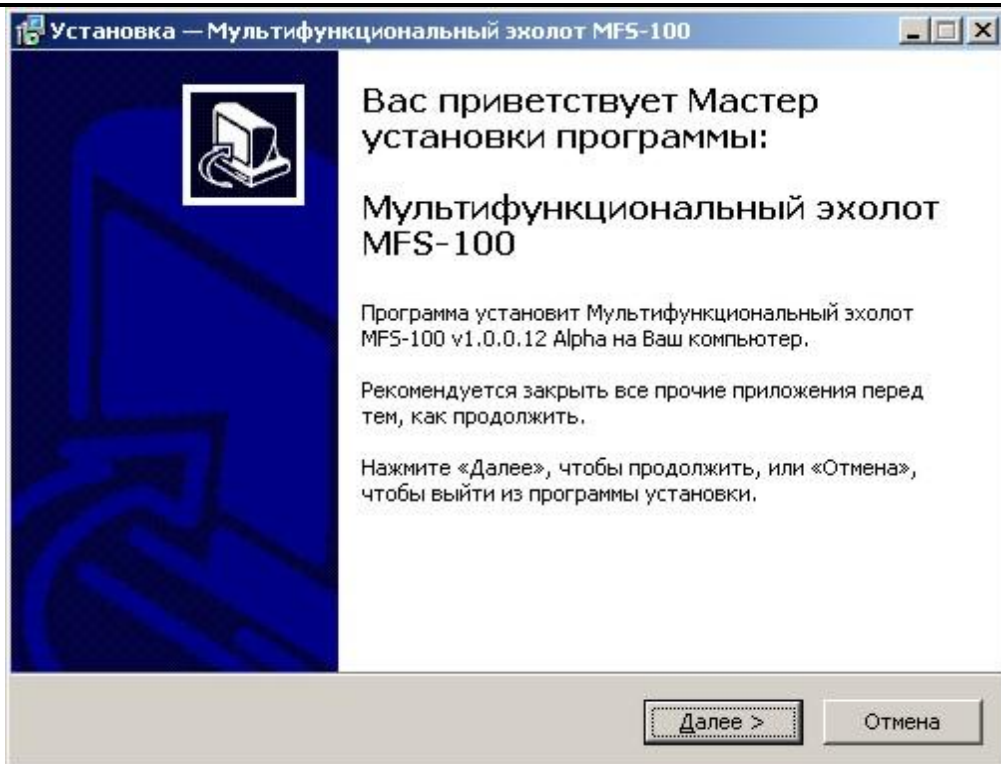 Установка — Мультифункциональный эхолот MFS-100
Вас приветствует Мастер
установки программы:
Мультифункциональный эхолот
MFS-100
Программа установит Мультифункциональный эхолот
MFS-100 v1.0.0.12 Alpha на Ваш компьютер.
Рекомендуется закрыть все прочие приложения перед
тем, как продолжить.
Нажмите «Далее», чтобы продолжить, или «Отмена»,
чтобы выйти из программы установки.
Далее >
Отмена